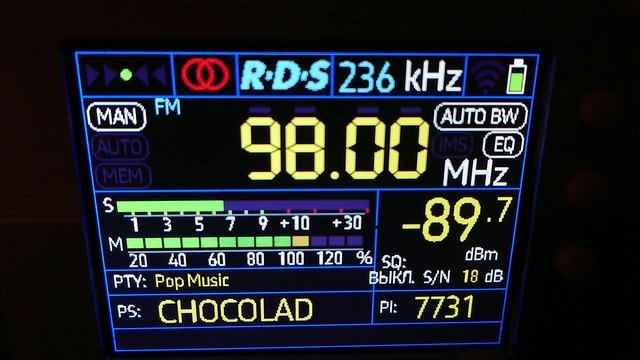 R·D·S 236 kHz
MAN FM AUTO BW
AUTO 98.00 iMS EQ
MEM MHz
S
1 3 5 7 9 +10 +30
-89.7 dBm
M
20 40 60 80 100 120 %
SQ:
ВЫКЛ. S/N 18 dB
PTY: Pop Music
PS: CHOCOLAD
PI: 7731